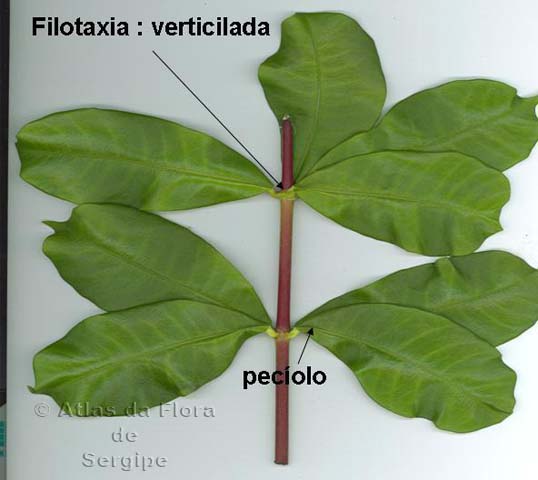 Filotaxia : verticilada
pecíolo
© Atlas da Flora
de
Sergipe